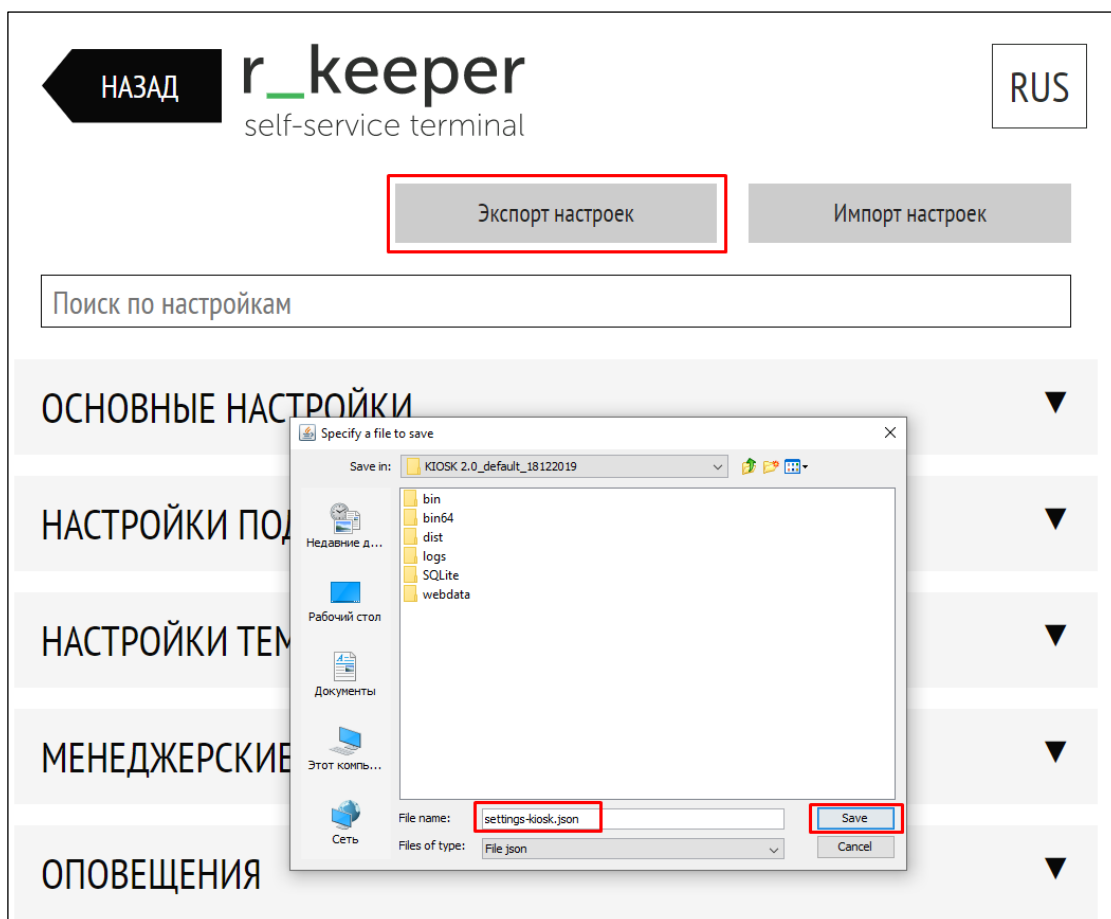 НАЗАД
r_keeper
self-service terminal
RUS
Экспорт настроек
Импорт настроек
Поиск по настройкам
ОСНОВНЫЕ НАСТРОЙКИ
Specify a file to save
Save in:
KIOSK 2.0_default_18122019
bin
bin64
dist
logs
SQLite
webdata
Недавние д...
Рабочий стол
Документы
Этот компь...
Сеть
File name:
settings-kiosk.json
Save
Files of type:
File json
Cancel
НАСТРОЙКИ
НАСТРОЙКИ
МЕНЕДЖЕРСКИЕ
ОПОВЕЩЕНИЯ